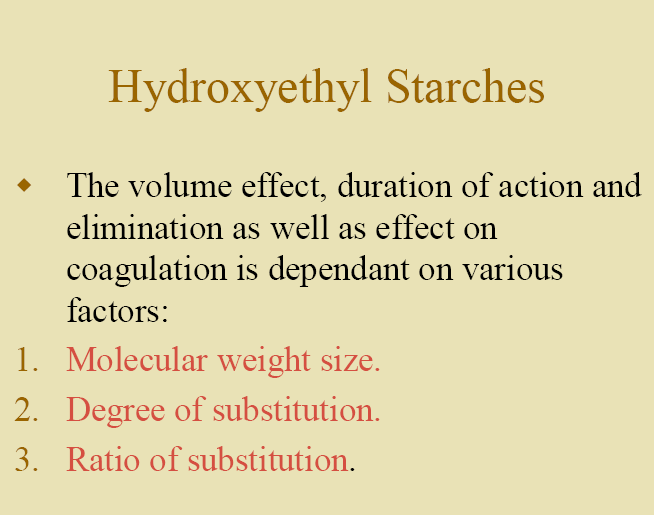 Hydroxyethyl Starches
◆ The volume effect, duration of action and
elimination as well as effect on
coagulation is dependant on various
factors:
1. Molecular weight size.
2. Degree of substitution.
3. Ratio of substitution.